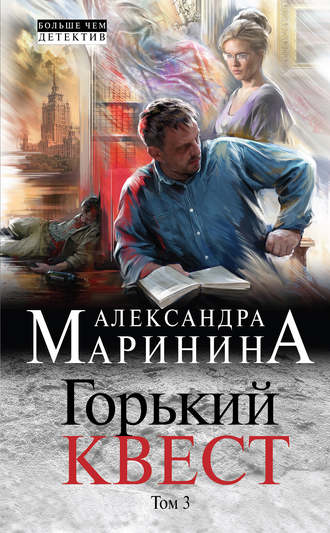 БОЛЬШЕ ЧЕМ
ДЕТЕКТИВ
АЛЕКСАНДРА
МАРИНИНА
Горький
КВЕСТ
Том 3